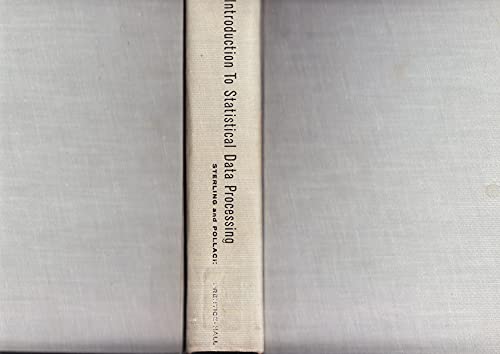 Introduction To Statistical Data Processing
STERLING and POLLACK
PRENTICE-HALL